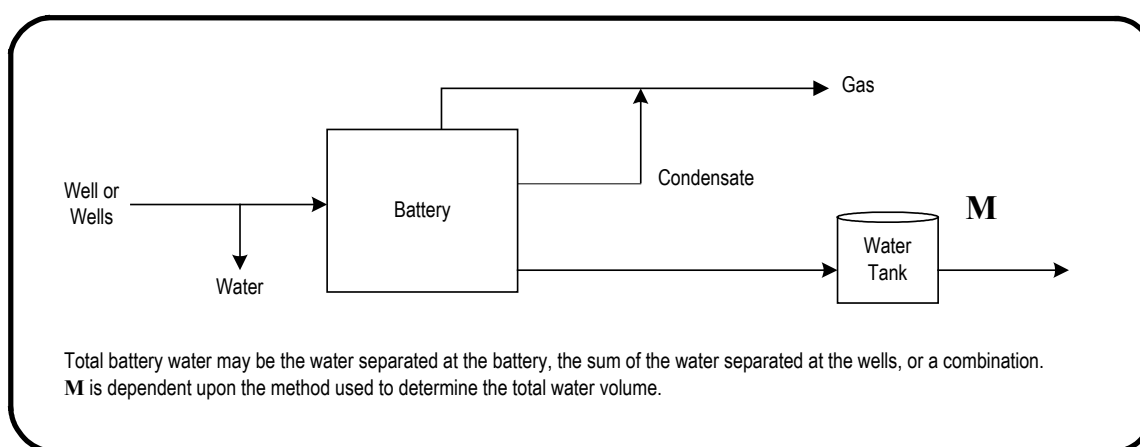 Gas
Condensate
Well or
Wells
Battery
M
Water
Tank
Water
Total battery water may be the water separated at the battery, the sum of the water separated at the wells, or a combination.
M is dependent upon the method used to determine the total water volume.